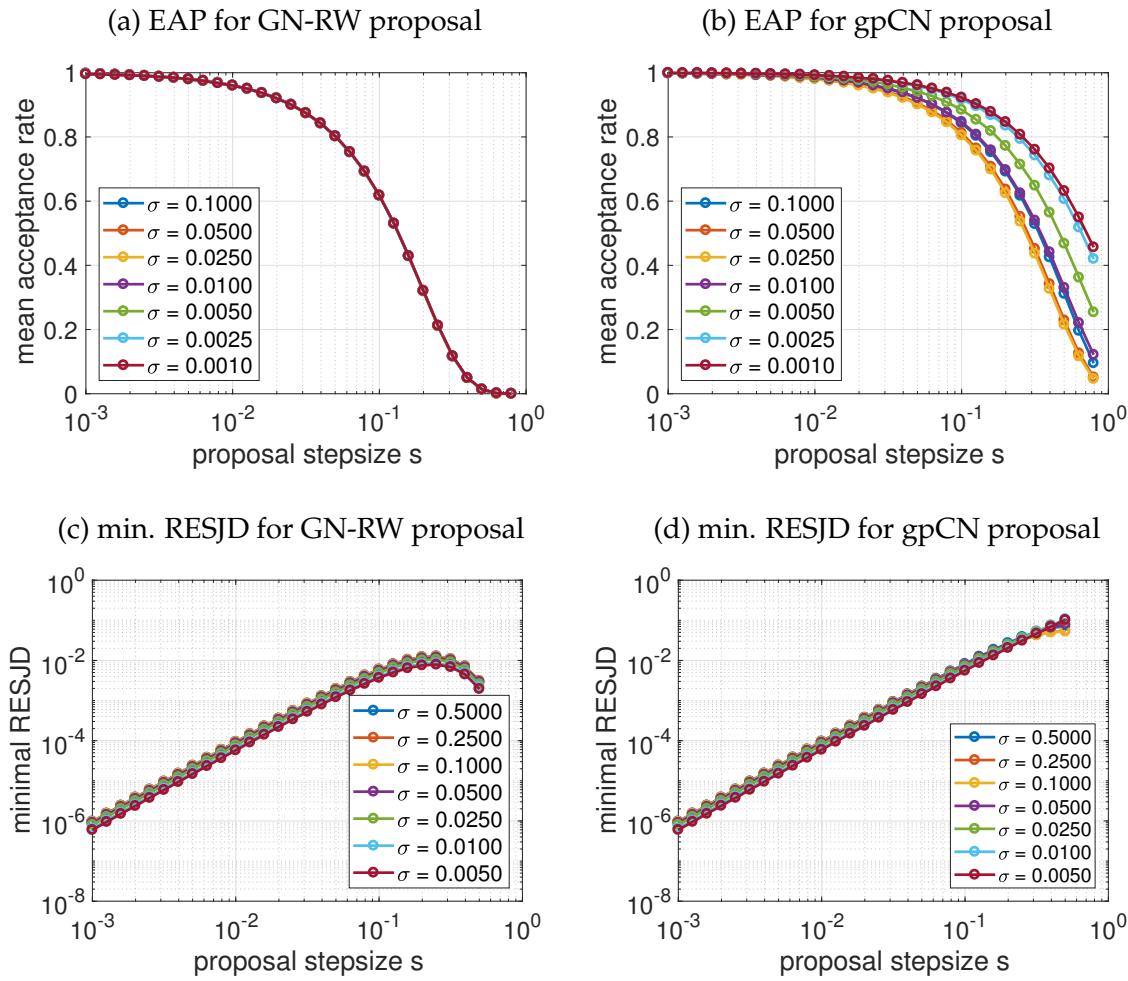 (a) EAP for GN-RW proposal
(b) EAP for gpCN proposal
mean acceptance rate
1
0.8
0.6
0.4
0.2
0
σ = 0.1000
σ = 0.0500
σ = 0.0250
σ = 0.0100
σ = 0.0050
σ = 0.0025
σ = 0.0010
10^-3
10^-2
10^-1
10^0
proposal stepsize s
mean acceptance rate
1
0.8
0.6
0.4
0.2
0
σ = 0.1000
σ = 0.0500
σ = 0.0250
σ = 0.0100
σ = 0.0050
σ = 0.0025
σ = 0.0010
10^-3
10^-2
10^-1
10^0
proposal stepsize s
(c) min. RESJD for GN-RW proposal
(d) min. RESJD for gpCN proposal
minimal RESJD
10^0
10^-2
10^-4
10^-6
10^-8
σ = 0.5000
σ = 0.2500
σ = 0.1000
σ = 0.0500
σ = 0.0250
σ = 0.0100
σ = 0.0050
10^-3
10^-2
10^-1
10^0
proposal stepsize s
minimal RESJD
10^0
10^-2
10^-4
10^-6
10^-8
σ = 0.5000
σ = 0.2500
σ = 0.1000
σ = 0.0500
σ = 0.0250
σ = 0.0100
σ = 0.0050
10^-3
10^-2
10^-1
10^0
proposal stepsize s